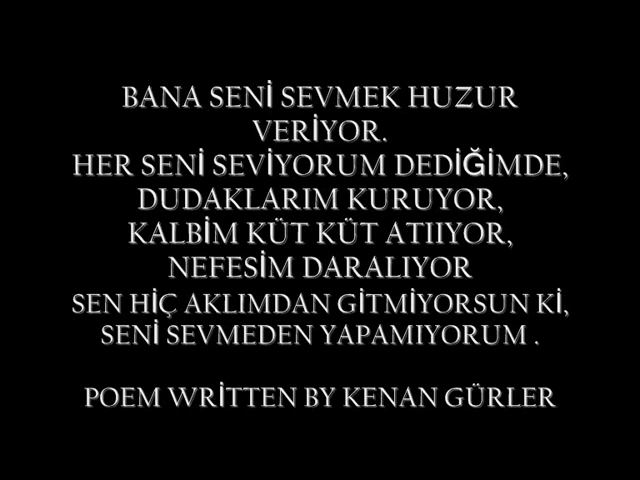 BANA SENİ SEVMEK HUZUR
VERİYOR.
HER SENİ SEVİYORUM DEDİĞİMDE,
DUDAKLARIM KURUYOR,
KALBİM KÜT KÜT ATIIYOR,
NEFESİM DARALIYOR
SEN HİÇ AKLIMDAN GİTMİYORSUN Kİ,
SENİ SEVMEDEN YAPAMIYORUM .
POEM WRİTTEN BY KENAN GÜRLER